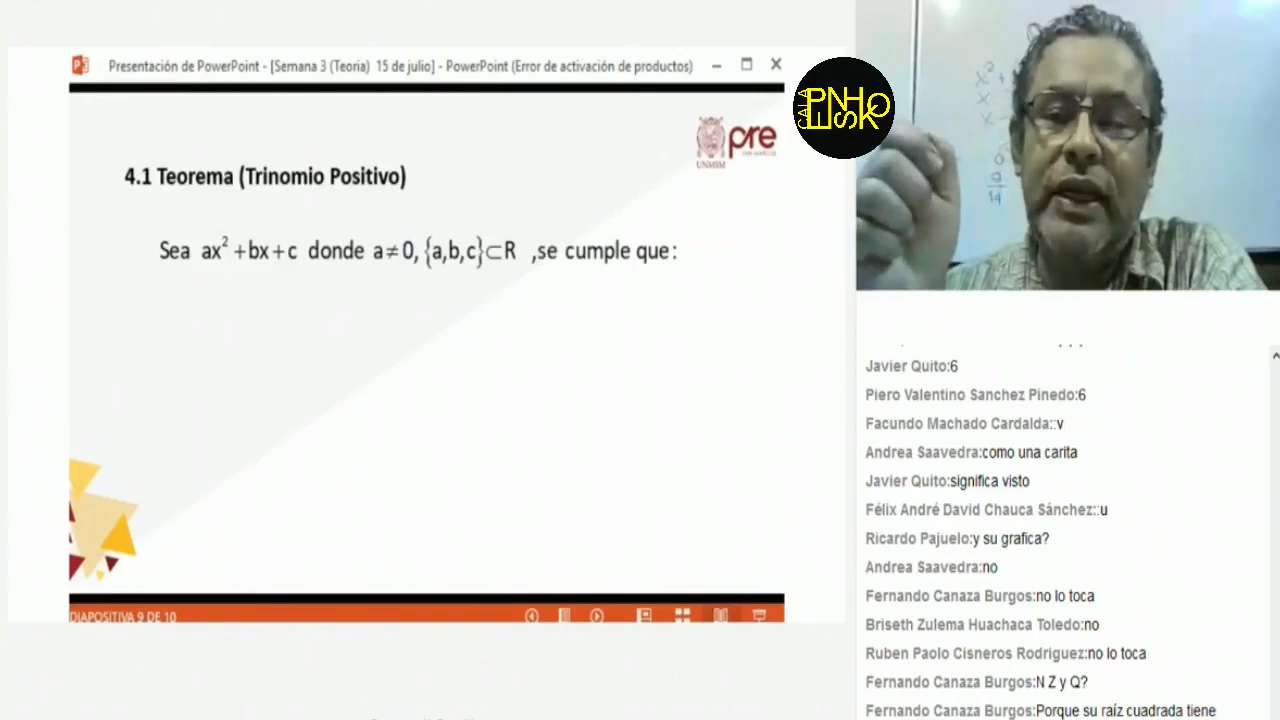 Presentación de PowerPoint - [Semana 3 (Teoria) 15 de julio] - PowerPoint (Error de activación de productos)
pre
SAN MARCOS
UNMSM
4.1 Teorema (Trinomio Positivo)
Sea ax² +bx+c donde a≠0, {a,b,c}⊂R ,se cumple que:
DIAPOSITIVA 9 DE 10
x² +
x
x
9
14
Javier Quito:6
Piero Valentino Sanchez Pinedo:6
Facundo Machado Cardalda::v
Andrea Saavedra:como una carita
Javier Quito:significa visto
Félix André David Chauca Sánchez::u
Ricardo Pajuelo:y su grafica?
Andrea Saavedra:no
Fernando Canaza Burgos:no lo toca
Briseth Zulema Huachaca Toledo:no
Ruben Paolo Cisneros Rodriguez:no lo toca
Fernando Canaza Burgos:N Z y Q?
Fernando Canaza Burgos:Porque su raíz cuadrada tiene